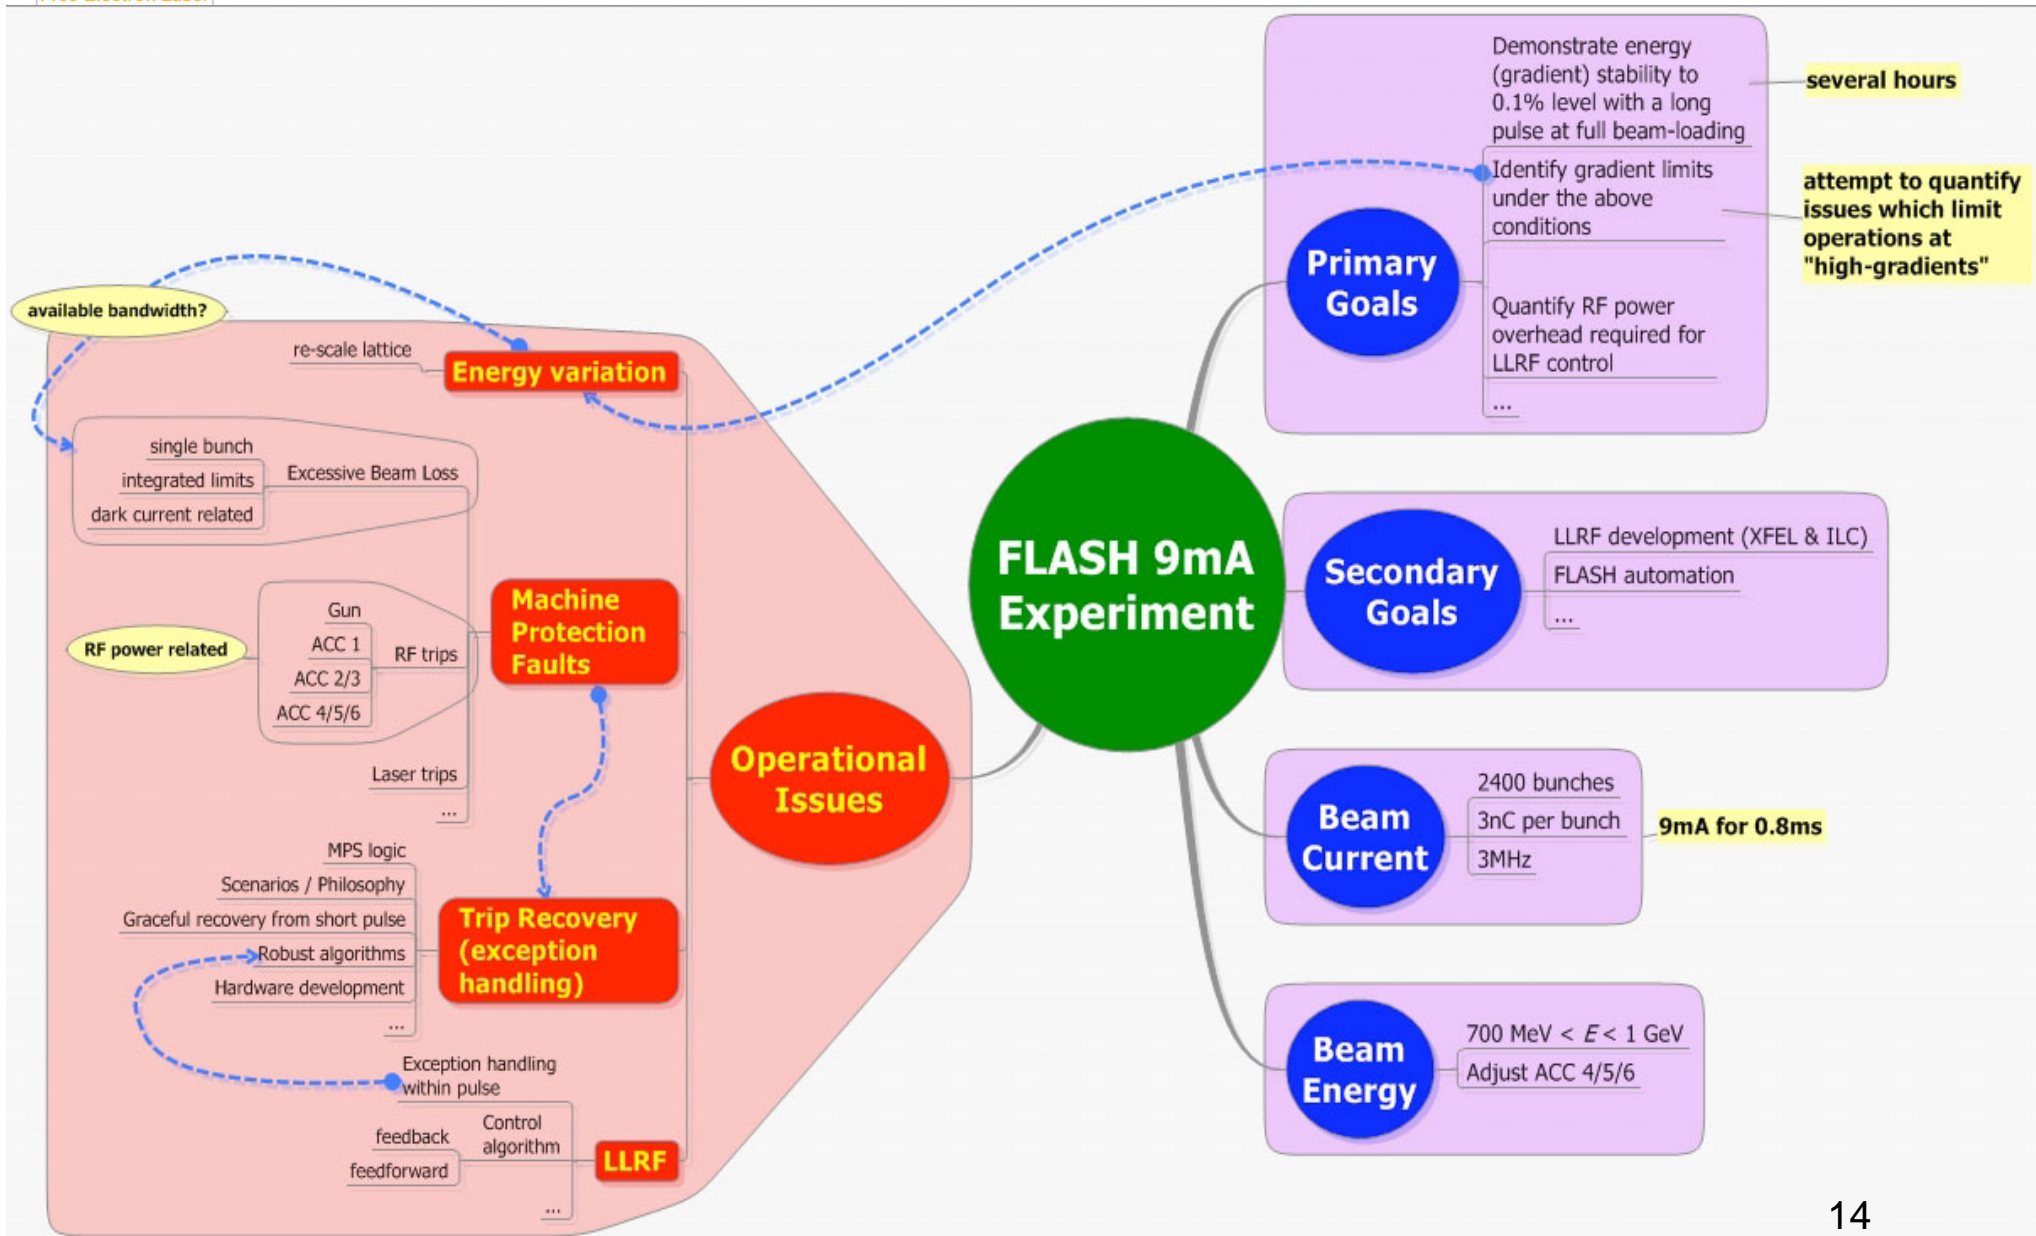 Free Electron Laser
FLASH 9mA
Experiment
Primary
Goals
Demonstrate energy
(gradient) stability to
0.1% level with a long
pulse at full beam-loading
several hours
Identify gradient limits
under the above
conditions
attempt to quantify
issues which limit
operations at
"high-gradients"
Quantify RF power
overhead required for
LLRF control
...
Secondary
Goals
LLRF development (XFEL & ILC)
FLASH automation
...
Beam
Current
2400 bunches
3nC per bunch
3MHz
9mA for 0.8ms
Beam
Energy
700 MeV < E < 1 GeV
Adjust ACC 4/5/6
Operational
Issues
available bandwidth?
Energy variation
re-scale lattice
Machine
Protection
Faults
Excessive Beam Loss
single bunch
integrated limits
dark current related
RF trips
Gun
ACC 1
ACC 2/3
ACC 4/5/6
RF power related
Laser trips
...
Trip Recovery
(exception
handling)
MPS logic
Scenarios / Philosophy
Graceful recovery from short pulse
Robust algorithms
Hardware development
...
LLRF
Exception handling
within pulse
Control
algorithm
feedback
feedforward
...
14